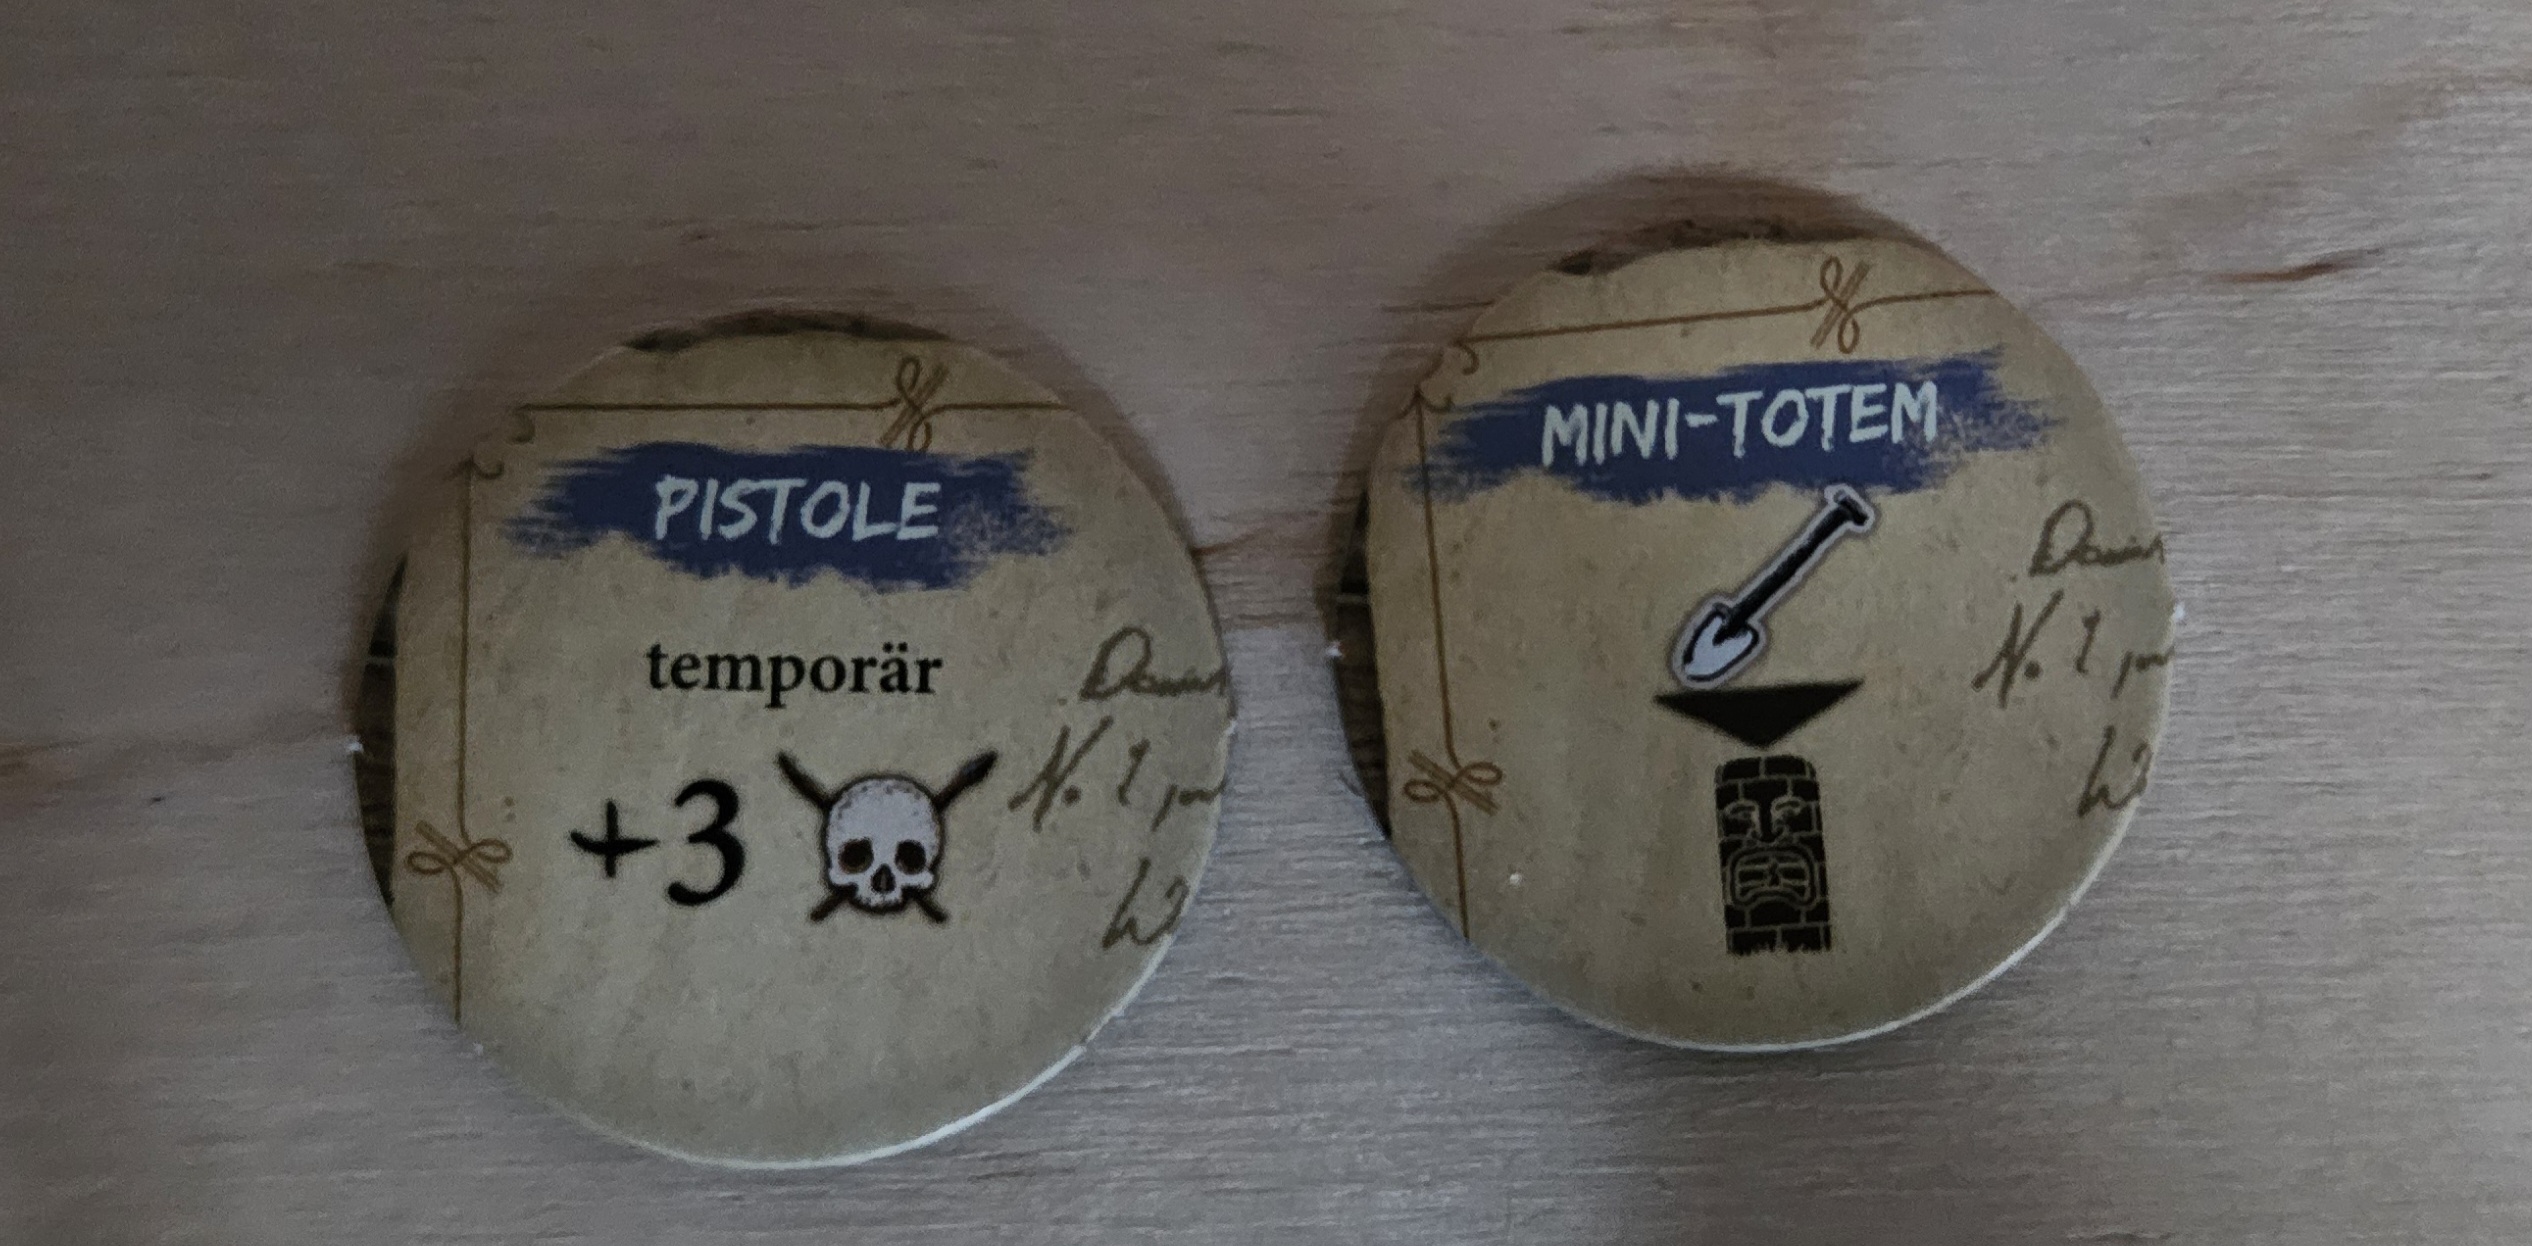 PISTOLE
temporär
+3
MINI-TOTEM